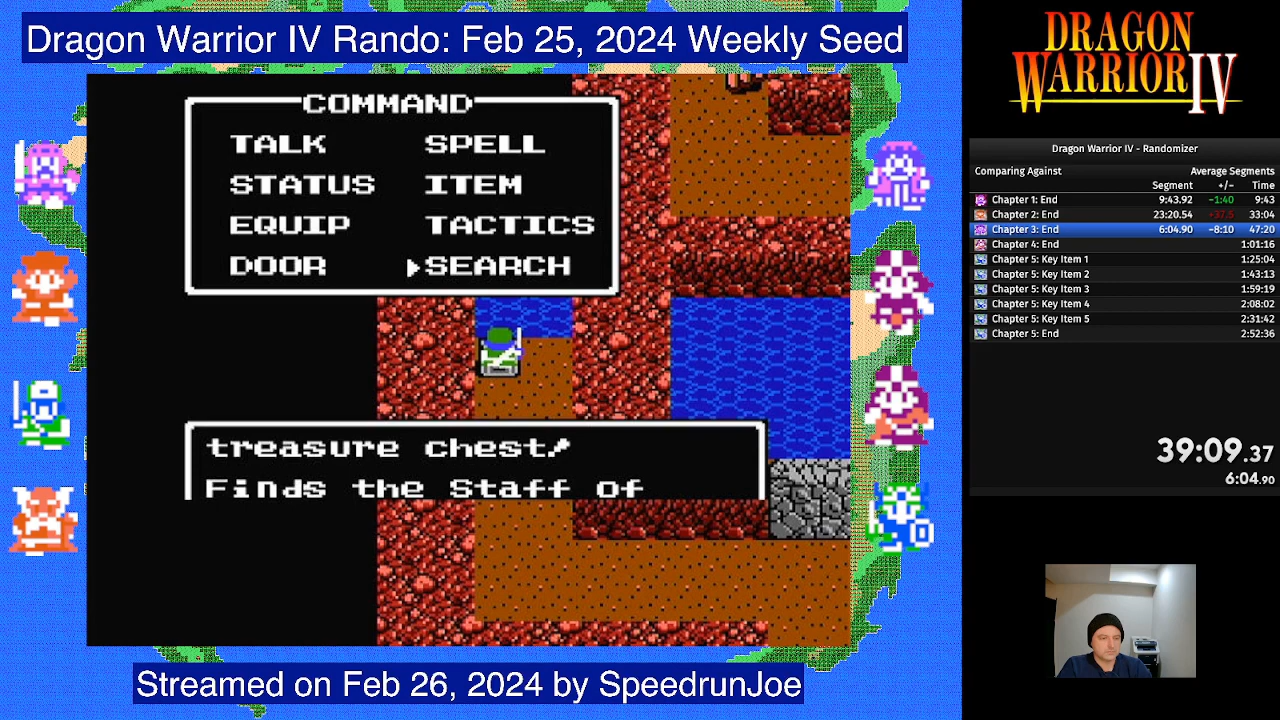 Dragon Warrior IV Rando: Feb 25, 2024 Weekly Seed
COMMAND
TALK SPELL
STATUS ITEM
EQUIP TACTICS
DOOR SEARCH
treasure chest!
Finds the Staff of
Streamed on Feb 26, 2024 by SpeedrunJoe
DRAGON
WARRIOR IV
Dragon Warrior IV - Randomizer
Comparing Against Average Segments
Segment +/- Time
Chapter 1: End 9:43.92 -1:40 9:43
Chapter 2: End 23:20.54 +37.5 33:04
Chapter 3: End 6:04.90 -8:10 47:20
Chapter 4: End 1:01:16
Chapter 5: Key Item 1 1:25:04
Chapter 5: Key Item 2 1:43:13
Chapter 5: Key Item 3 1:59:19
Chapter 5: Key Item 4 2:08:02
Chapter 5: Key Item 5 2:31:42
Chapter 5: End 2:52:36
39:09.37
6:04.90